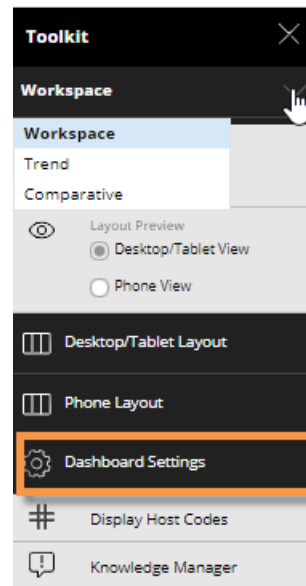 Toolkit
Workspace
Workspace
Trend
Comparative
Layout Preview
Desktop/Tablet View
Phone View
Desktop/Tablet Layout
Phone Layout
Dashboard Settings
Display Host Codes
Knowledge Manager